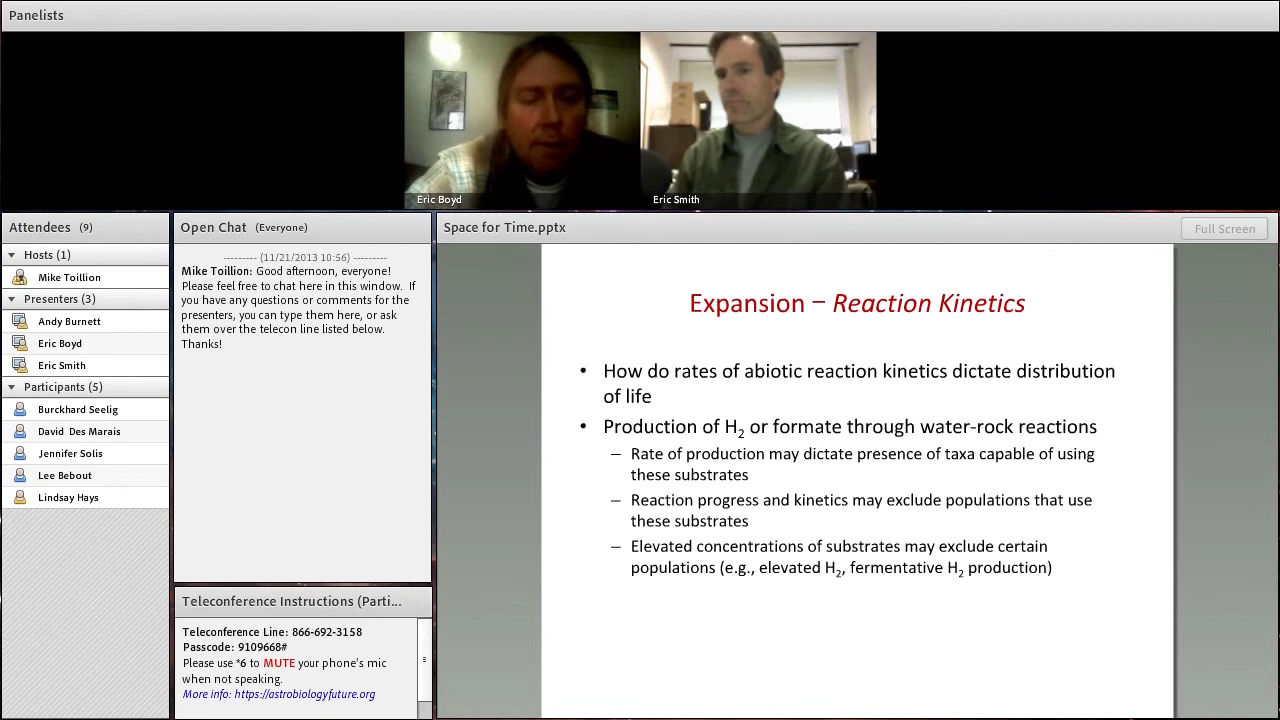 Panelists
Eric Boyd
Eric Smith
Attendees (9)
Hosts (1)
Mike Toillion
Presenters (3)
Andy Burnett
Eric Boyd
Eric Smith
Participants (5)
Burckhard Seelig
David Des Marais
Jennifer Solis
Lee Bebout
Lindsay Hays
Open Chat (Everyone)
--------- (11/21/2013 10:56) ---------
Mike Toillion: Good afternoon, everyone!
Please feel free to chat here in this window. If
you have any questions or comments for the
presenters, you can type them here, or ask
them over the telecon line listed below.
Thanks!
Teleconference Instructions (Parti...
Teleconference Line: 866-692-3158
Passcode: 9109668#
Please use *6 to MUTE your phone's mic
when not speaking.
More info: https://astrobiologyfuture.org
Space for Time.pptx
Full Screen
Expansion – Reaction Kinetics
• How do rates of abiotic reaction kinetics dictate distribution
of life
• Production of H₂ or formate through water-rock reactions
– Rate of production may dictate presence of taxa capable of using
these substrates
– Reaction progress and kinetics may exclude populations that use
these substrates
– Elevated concentrations of substrates may exclude certain
populations (e.g., elevated H₂, fermentative H₂ production)